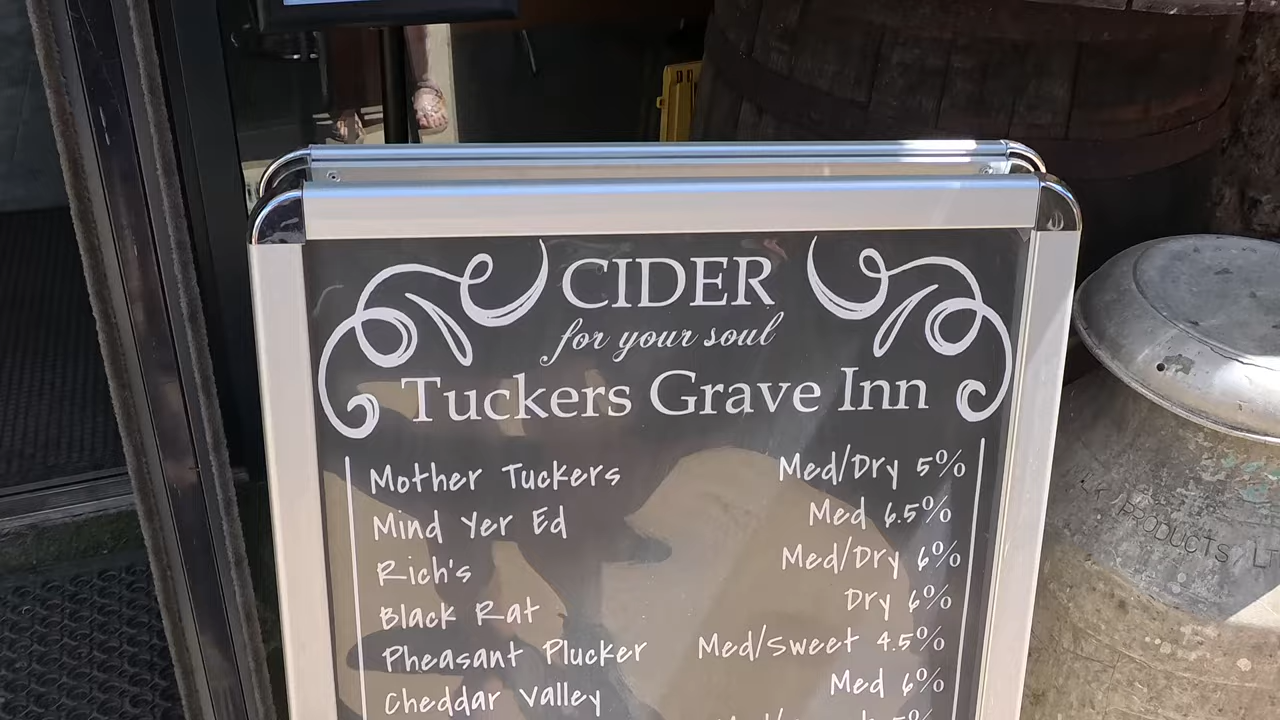 CIDER
for your soul
Tuckers Grave Inn
Mother Tuckers Med/Dry 5%
Mind Yer Ed Med 6.5%
Rich's Med/Dry 6%
Black Rat Dry 6%
Pheasant Plucker Med/Sweet 4.5%
Cheddar Valley Med 6%
PRODUCTS